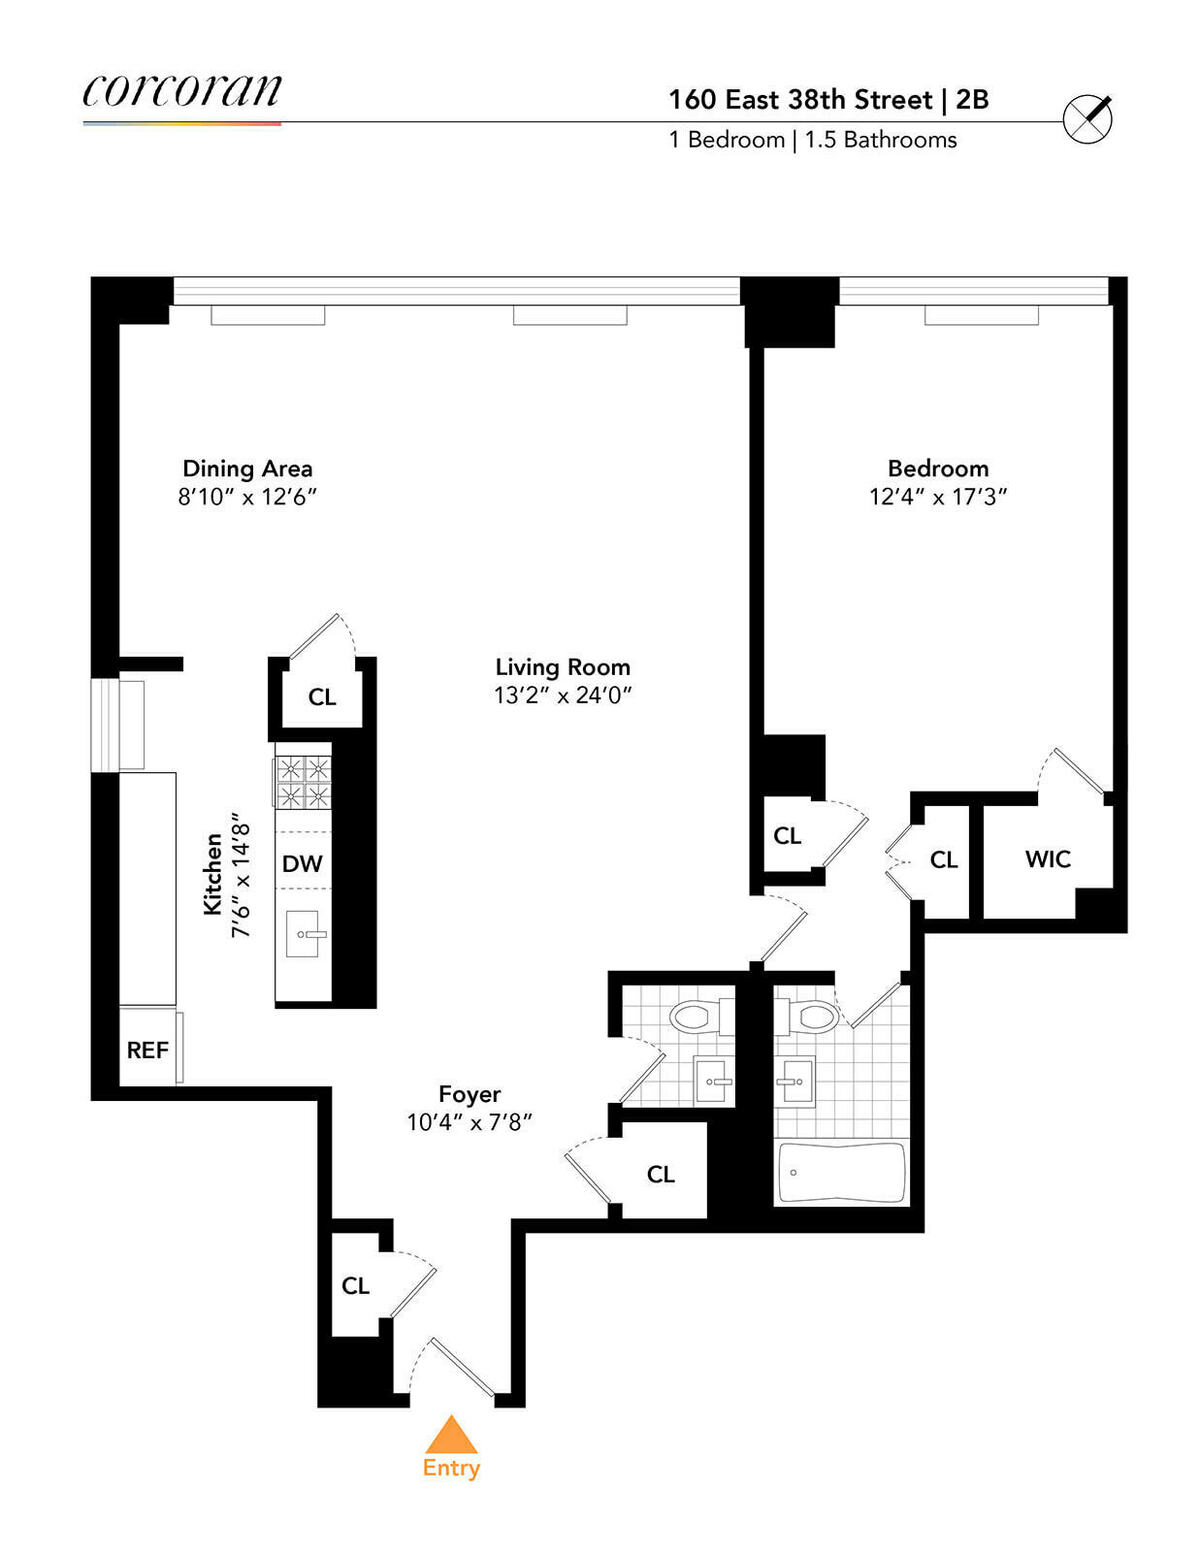 corcoran
160 East 38th Street | 2B
1 Bedroom | 1.5 Bathrooms
Dining Area
8’10” x 12’6”
Bedroom
12’4” x 17’3”
Living Room
13’2” x 24’0”
CL
Kitchen
7’6” x 14’8”
DW
CL
CL
WIC
REF
Foyer
10’4” x 7’8”
CL
CL
Entry